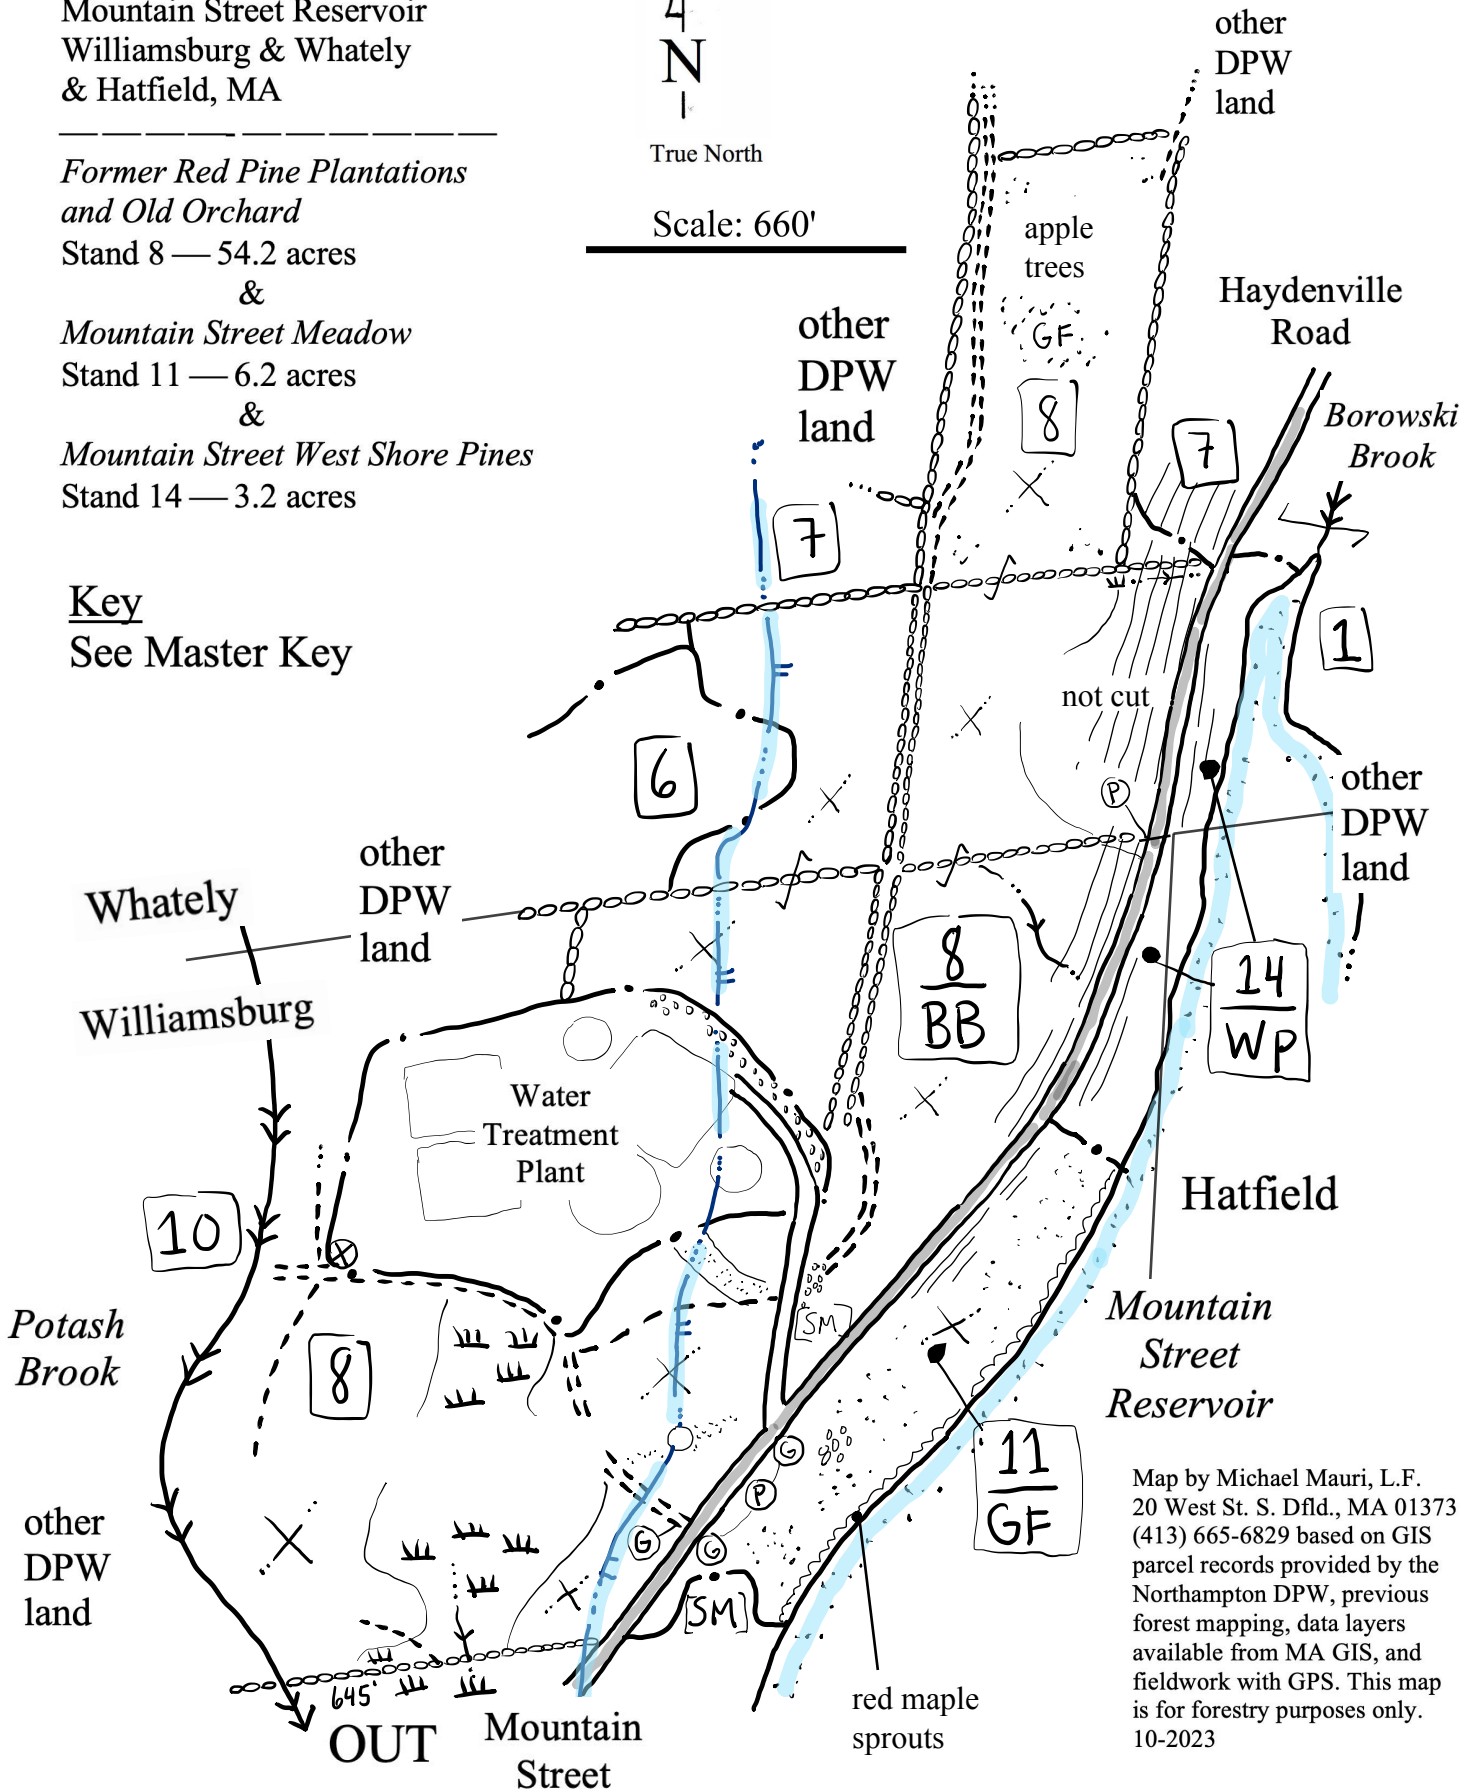 Mountain Street Reservoir
Williamsburg & Whately
& Hatfield, MA
Former Red Pine Plantations
and Old Orchard
Stand 8 — 54.2 acres
&
Mountain Street Meadow
Stand 11 — 6.2 acres
&
Mountain Street West Shore Pines
Stand 14 — 3.2 acres
Key
See Master Key
N
True North
Scale: 660'
other
DPW
land
apple
trees
GF
8
other
DPW
land
Haydenville
Road
Borowski
Brook
7
7
1
not cut
6
P
other
DPW
land
other
DPW
land
Whately
Williamsburg
8
BB
14
WP
Water
Treatment
Plant
Hatfield
10
Potash
Brook
8
SM
Mountain
Street
Reservoir
11
GF
G
P
G
G
SM
other
DPW
land
645'
OUT
Mountain
Street
red maple
sprouts
Map by Michael Mauri, L.F.
20 West St. S. Dfld., MA 01373
(413) 665-6829 based on GIS
parcel records provided by the
Northampton DPW, previous
forest mapping, data layers
available from MA GIS, and
fieldwork with GPS. This map
is for forestry purposes only.
10-2023